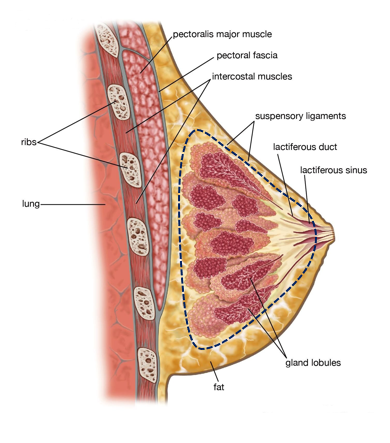 pectoralis major muscle
pectoral fascia
intercostal muscles
suspensory ligaments
lactiferous duct
lactiferous sinus
ribs
lung
gland lobules
fat